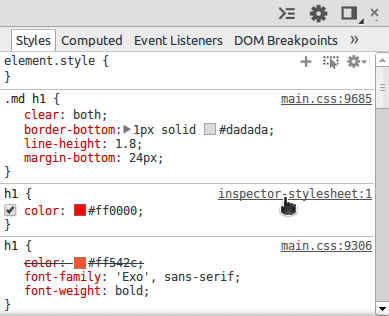 Styles Computed Event Listeners DOM Breakpoints »
element.style {
}
.md h1 { main.css:9685
clear: both;
border-bottom:▶1px solid #dadada;
line-height: 1.8;
margin-bottom: 24px;
}
h1 { inspector-stylesheet:1
color: #ff0000;
}
h1 { main.css:9306
color: #ff542c;
font-family: 'Exo', sans-serif;
font-weight: bold;
}